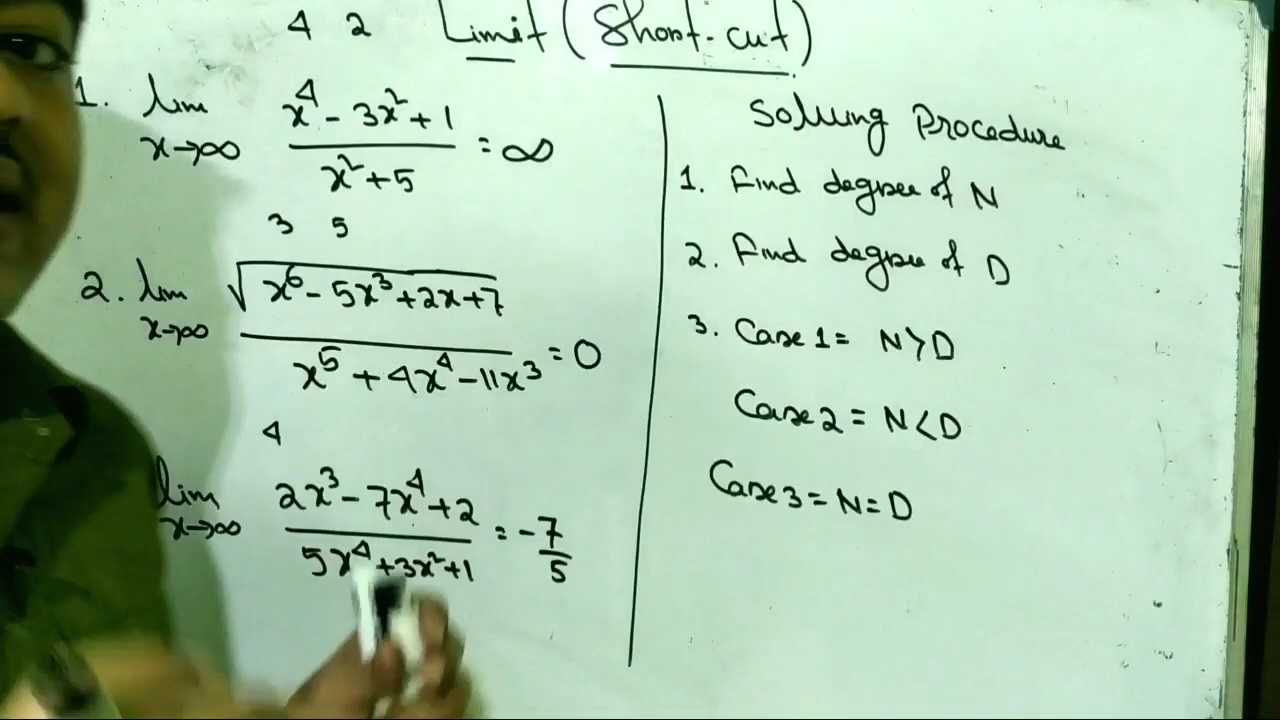 4 2 Limit (Short-cut)
1. lim x→∞ x⁴ - 3x² + 1 / x² + 5 = ∞
3 5
2. lim x→∞ √(x⁶ - 5x³ + 2x + 7) / x⁵ + 4x⁴ - 11x³ = 0
4
lim x→∞ 2x³ - 7x⁴ + 2 / 5x⁴ + 3x² + 1 = -7/5
Solving Procedure
1. Find degree of N
2. Find degree of D
3. Case 1 = N>D
Case 2 = N<D
Case 3 = N=D